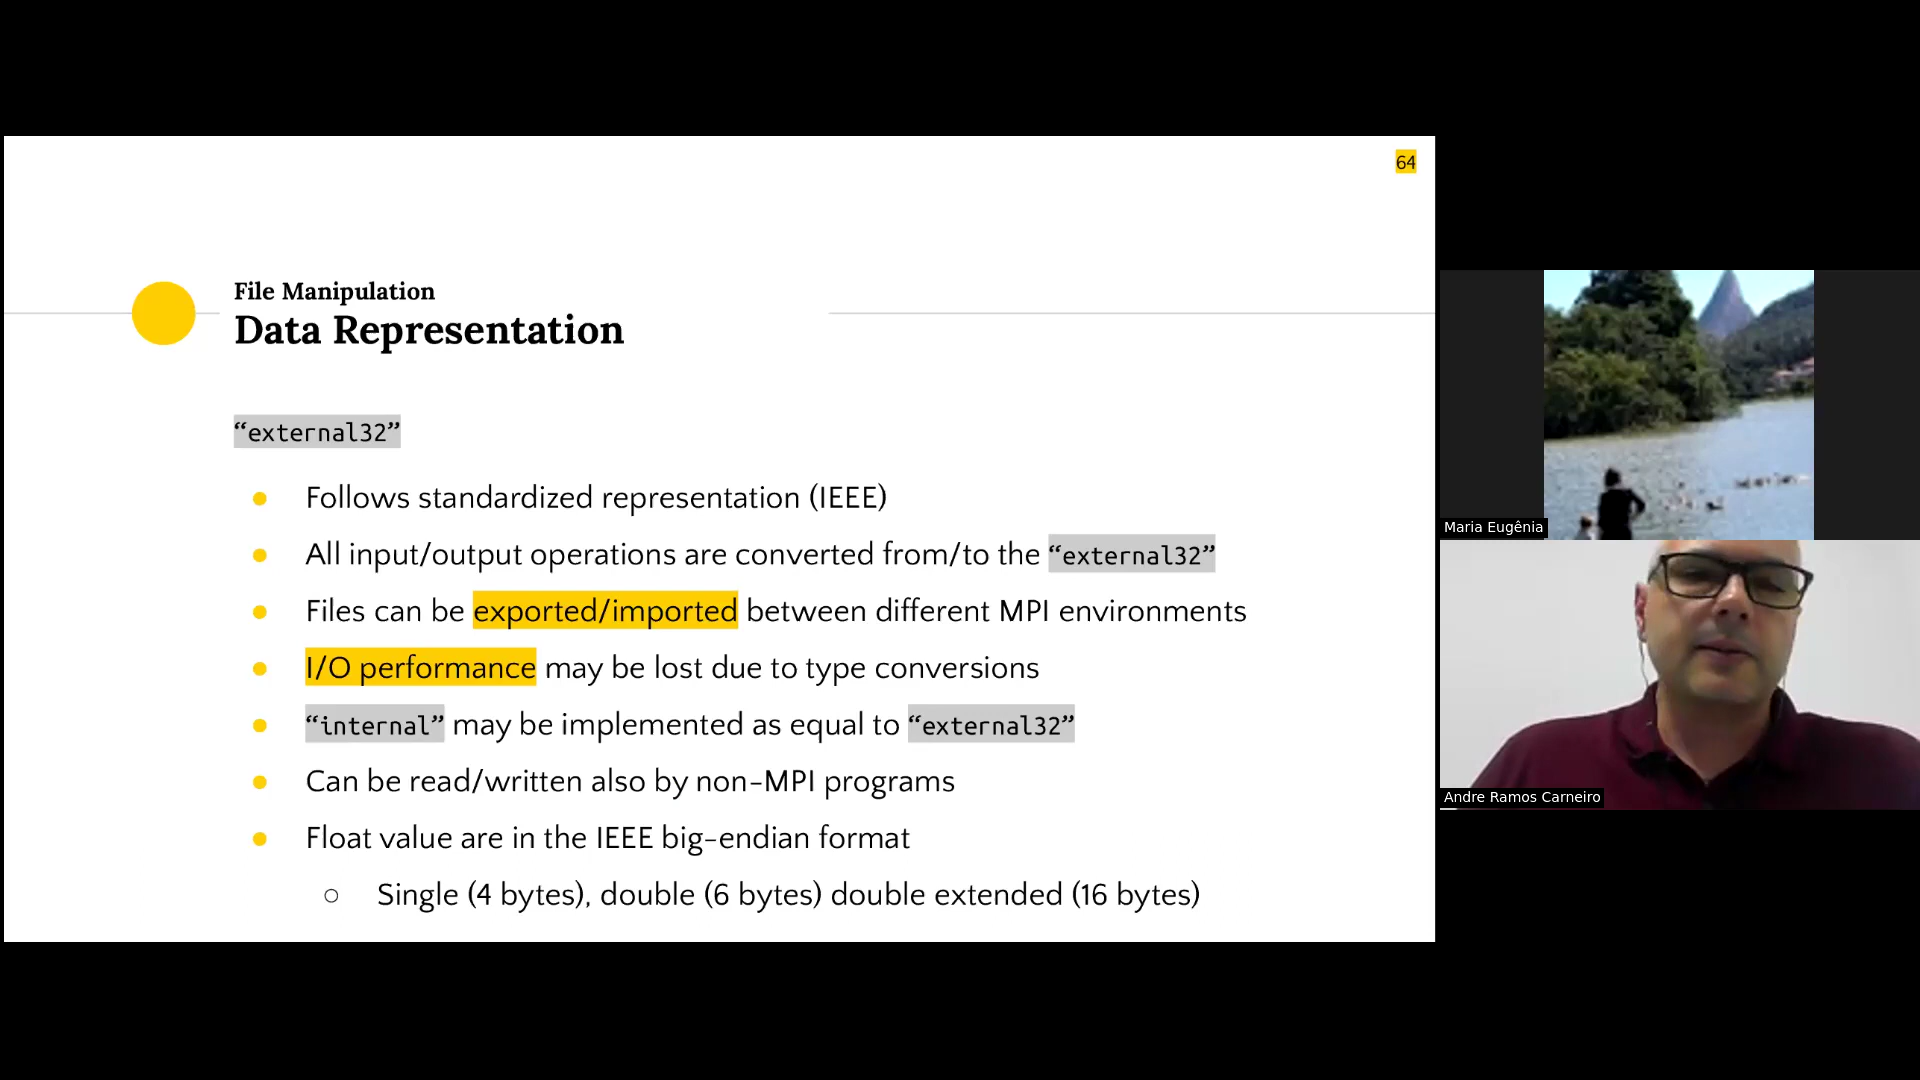 64
File Manipulation
Data Representation
“external32”
● Follows standardized representation (IEEE)
● All input/output operations are converted from/to the “external32”
● Files can be exported/imported between different MPI environments
● I/O performance may be lost due to type conversions
● “internal” may be implemented as equal to “external32”
● Can be read/written also by non-MPI programs
● Float value are in the IEEE big-endian format
○ Single (4 bytes), double (6 bytes) double extended (16 bytes)
Maria Eugênia
Andre Ramos Carneiro